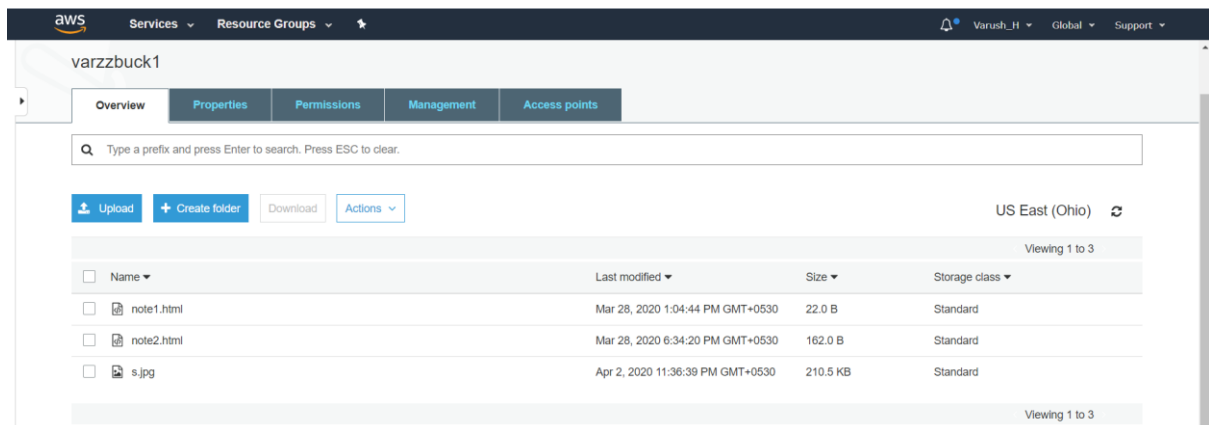 aws Services Resource Groups Varush_H Global Support
varzzbuck1
Overview Properties Permissions Management Access points
Type a prefix and press Enter to search. Press ESC to clear.
Upload + Create folder Download Actions US East (Ohio)
Viewing 1 to 3
Name Last modified Size Storage class
note1.html Mar 28, 2020 1:04:44 PM GMT+0530 22.0 B Standard
note2.html Mar 28, 2020 6:34:20 PM GMT+0530 162.0 B Standard
s.jpg Apr 2, 2020 11:36:39 PM GMT+0530 210.5 KB Standard
Viewing 1 to 3